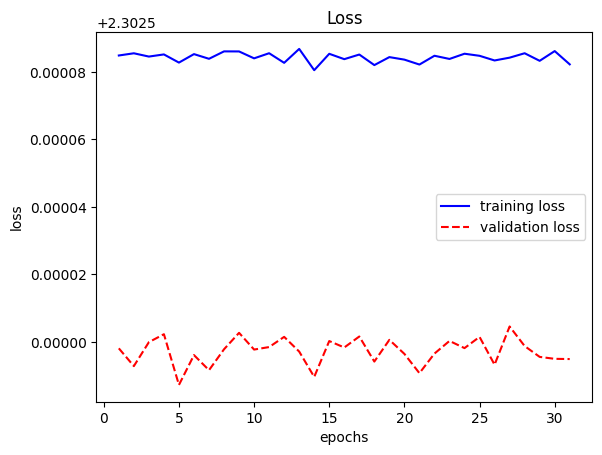 Loss
+2.3025
0.00008
0.00006
0.00004
0.00002
0.00000
loss
training loss
validation loss
0 5 10 15 20 25 30
epochs